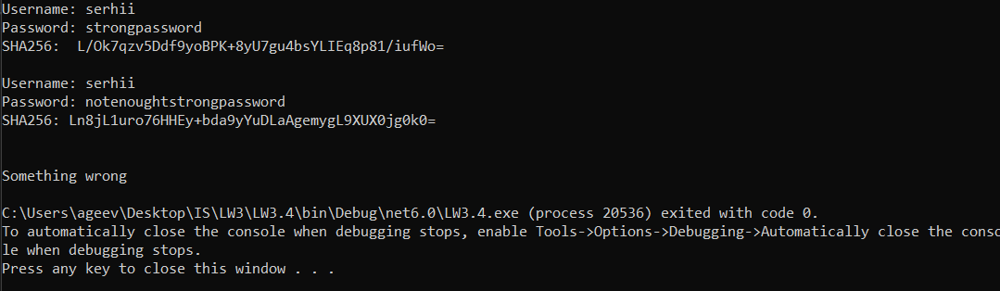 Username: serhii
Password: strongpassword
SHA256:  L/Ok7qzv5Ddf9yoBPK+8yU7gu4bsYLIEq8p81/iufWo=
Username: serhii
Password: notenoughtstrongpassword
SHA256: Ln8jL1uro76HHEy+bda9yYuDLaAgemygL9XUX0jg0k0=
Something wrong
C:\Users\ageev\Desktop\IS\LW3\LW3.4\bin\Debug\net6.0\LW3.4.exe (process 20536) exited with code 0.
To automatically close the console when debugging stops, enable Tools->Options->Debugging->Automatically close the conso
le when debugging stops.
Press any key to close this window . . .